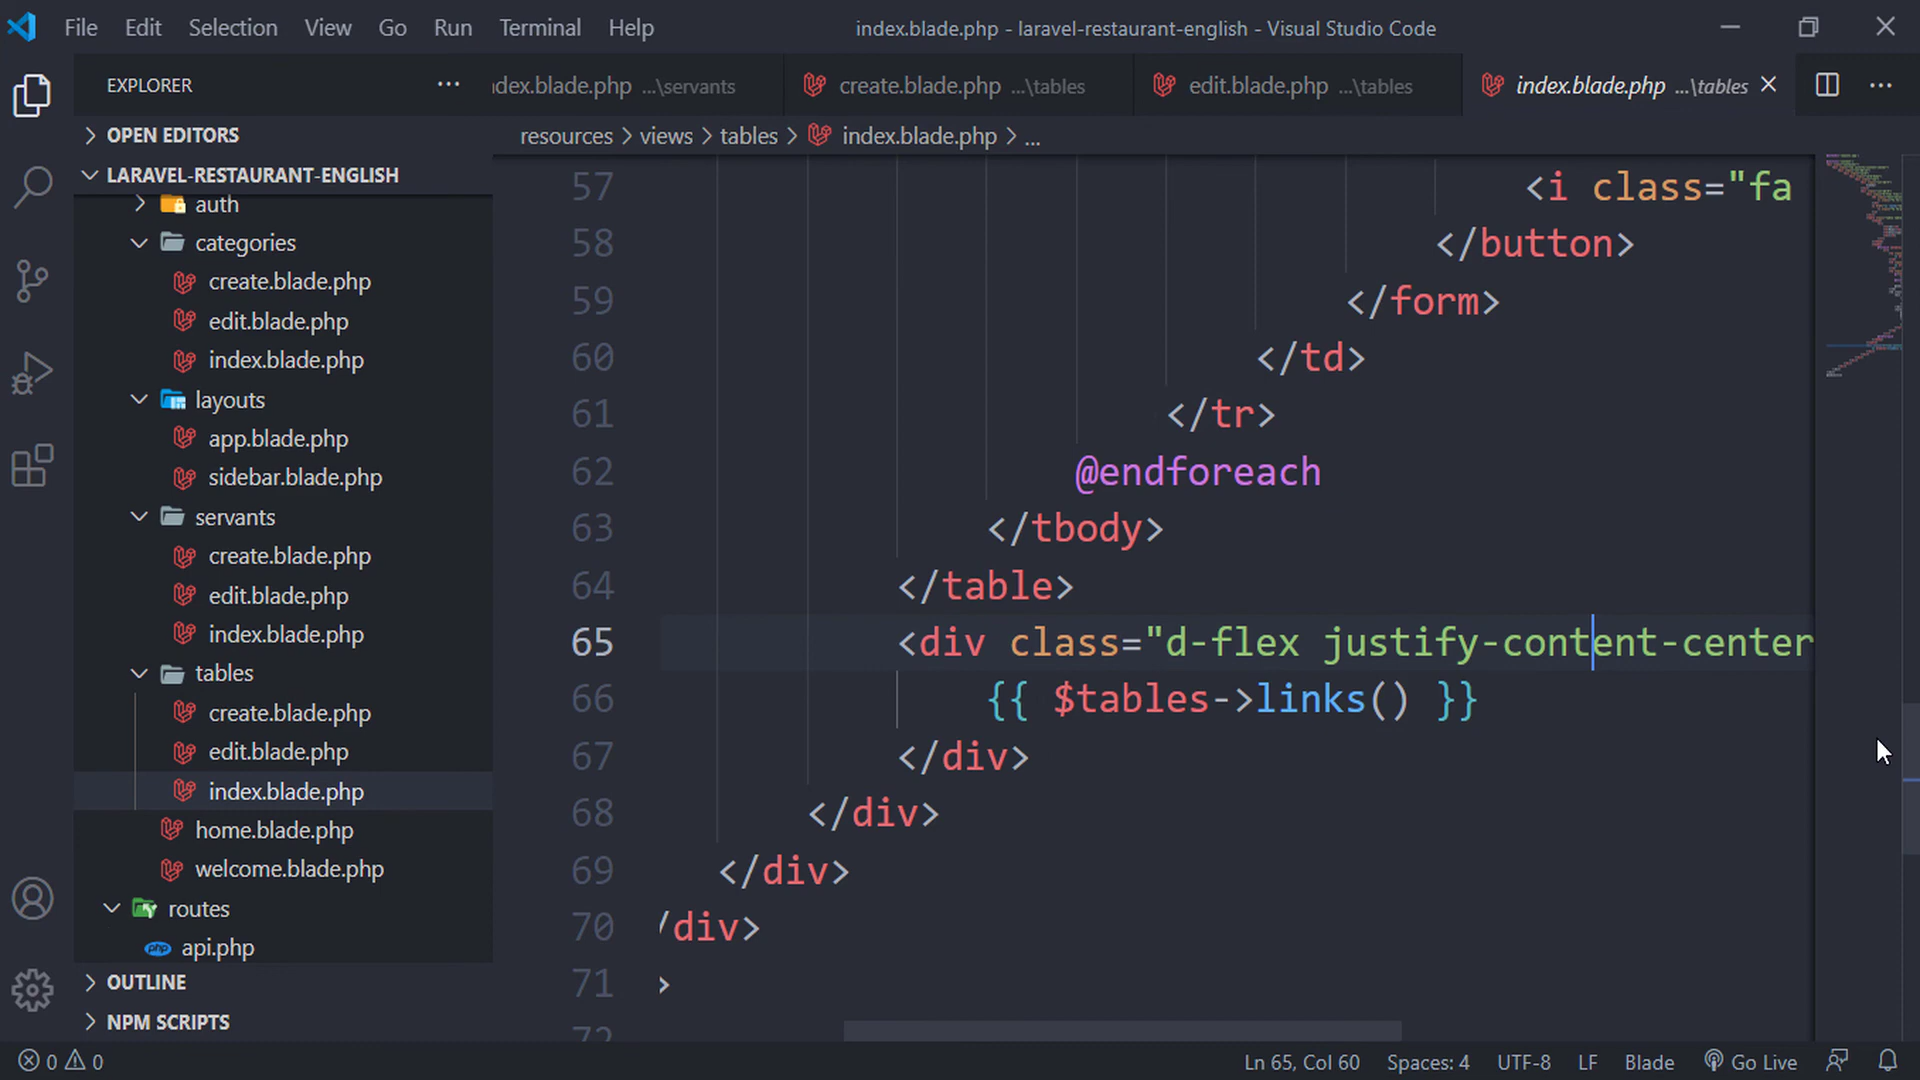 File Edit Selection View Go Run Terminal Help
index.blade.php - laravel-restaurant-english - Visual Studio Code
EXPLORER
ndex.blade.php ...\servants
create.blade.php ...\tables
edit.blade.php ...\tables
index.blade.php ...\tables
OPEN EDITORS
resources > views > tables > index.blade.php > ...
LARAVEL-RESTAURANT-ENGLISH
auth
categories
create.blade.php
edit.blade.php
index.blade.php
layouts
app.blade.php
sidebar.blade.php
servants
create.blade.php
edit.blade.php
index.blade.php
tables
create.blade.php
edit.blade.php
index.blade.php
home.blade.php
welcome.blade.php
routes
php api.php
OUTLINE
NPM SCRIPTS
57 <i class="fa
58 </button>
59 </form>
60 </td>
61 </tr>
62 @endforeach
63 </tbody>
64 </table>
65 <div class="d-flex justify-content-center
66 {{ $tables->links() }}
67 </div>
68 </div>
69 </div>
70 /div>
71 >
72
0 0
Ln 65, Col 60 Spaces: 4 UTF-8 LF Blade Go Live